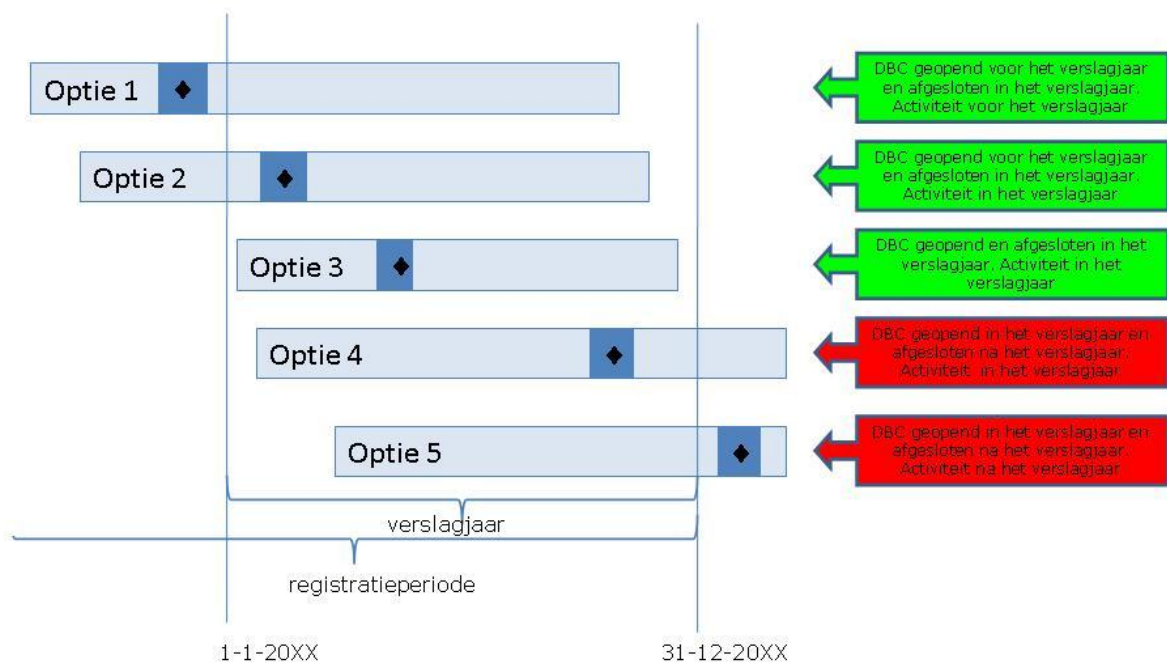 Optie 1
DBC geopend voor het verslagjaar
en afgesloten in het verslagjaar.
Activiteit voor het verslagjaar
Optie 2
DBC geopend voor het verslagjaar
en afgesloten in het verslagjaar.
Activiteit in het verslagjaar
Optie 3
DBC geopend en afgesloten in het
verslagjaar. Activiteit in het
verslagjaar
Optie 4
DBC geopend in het verslagjaar en
afgesloten na het verslagjaar.
Activiteit in het verslagjaar
Optie 5
DBC geopend in het verslagjaar en
afgesloten na het verslagjaar.
Activiteit na het verslagjaar
verslagjaar
registratieperiode
1-1-20XX
31-12-20XX